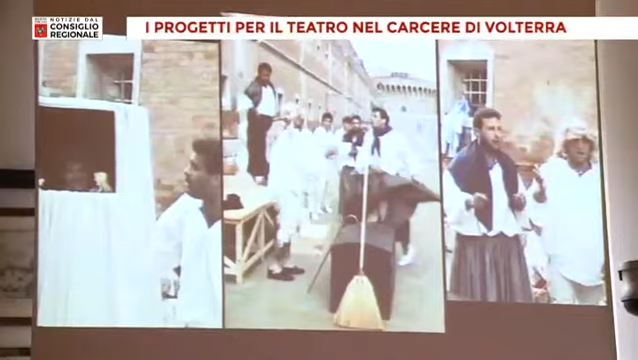 NOTIZIE DAL
CONSIGLIO
REGIONALE
I PROGETTI PER IL TEATRO NEL CARCERE DI VOLTERRA